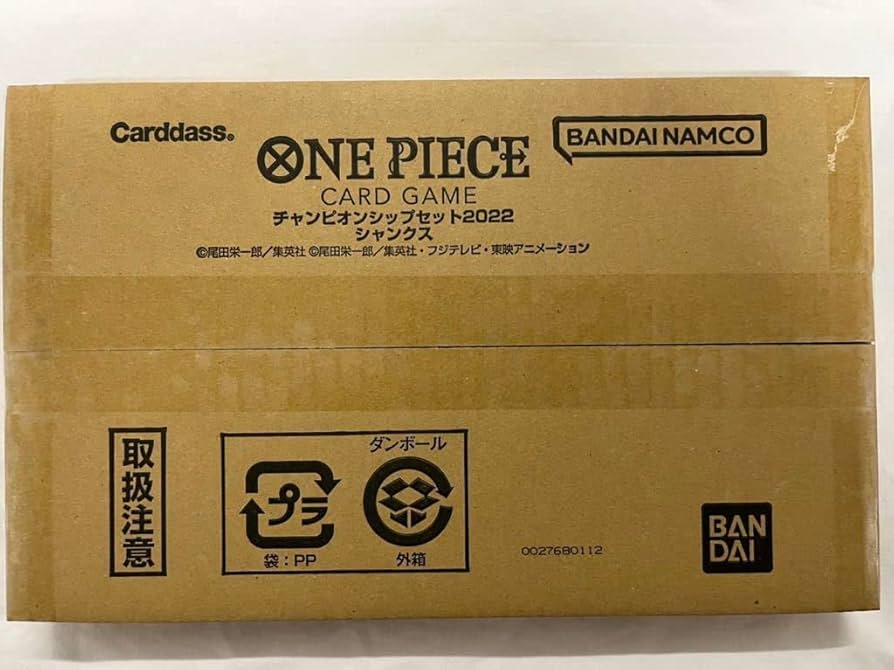 Carddass®
ONE PIECE
BANDAI NAMCO
CARD GAME
チャンピオンシップセット2022
シャンクス
©尾田栄一郎／集英社 ©尾田栄一郎／集英社・フジテレビ・東映アニメーション
取扱注意
プラ
袋：PP
ダンボール
外箱
0027680112
BAN
DAI